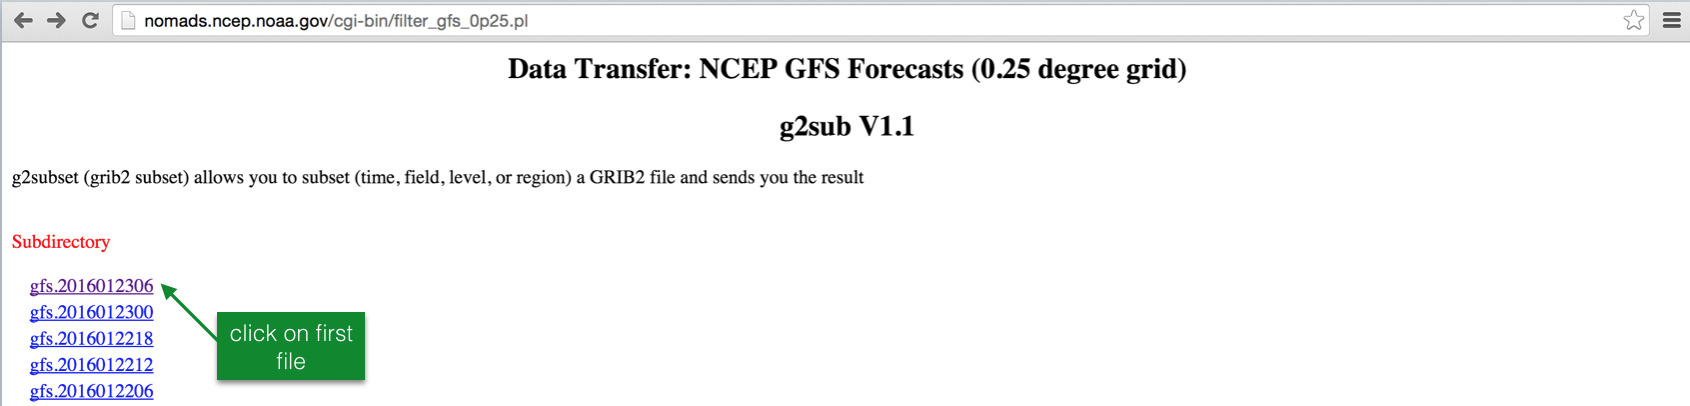 nomads.ncep.noaa.gov/cgi-bin/filter_gfs_0p25.pl
Data Transfer: NCEP GFS Forecasts (0.25 degree grid)
g2sub V1.1
g2subset (grib2 subset) allows you to subset (time, field, level, or region) a GRIB2 file and sends you the result
Subdirectory
gfs.2016012306
gfs.2016012300
gfs.2016012218
gfs.2016012212
gfs.2016012206
click on first
file